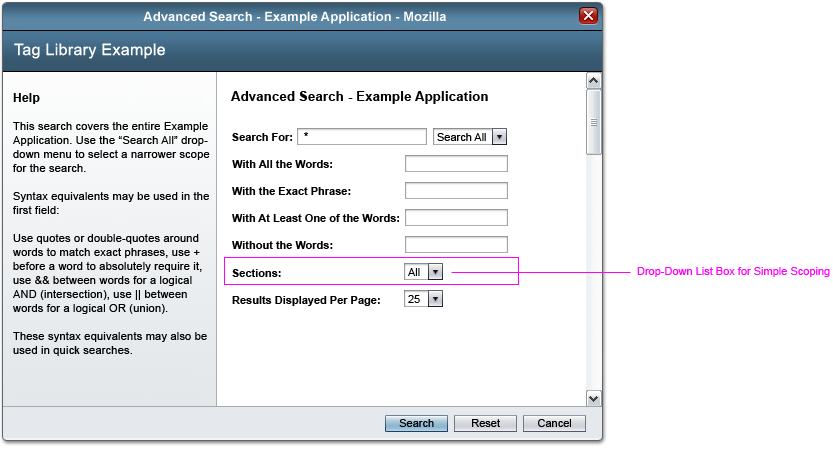 Advanced Search - Example Application - Mozilla
Tag Library Example
Help
This search covers the entire Example
Application. Use the “Search All” drop-
down menu to select a narrower scope
for the search.
Syntax equivalents may be used in the
first field:
Use quotes or double-quotes around
words to match exact phrases, use +
before a word to absolutely require it,
use && between words for a logical
AND (intersection), use || between
words for a logical OR (union).
These syntax equivalents may also be
used in quick searches.
Advanced Search - Example Application
Search For: * Search All
With All the Words:
With the Exact Phrase:
With At Least One of the Words:
Without the Words:
Sections: All Drop-Down List Box for Simple Scoping
Results Displayed Per Page: 25
Search Reset Cancel